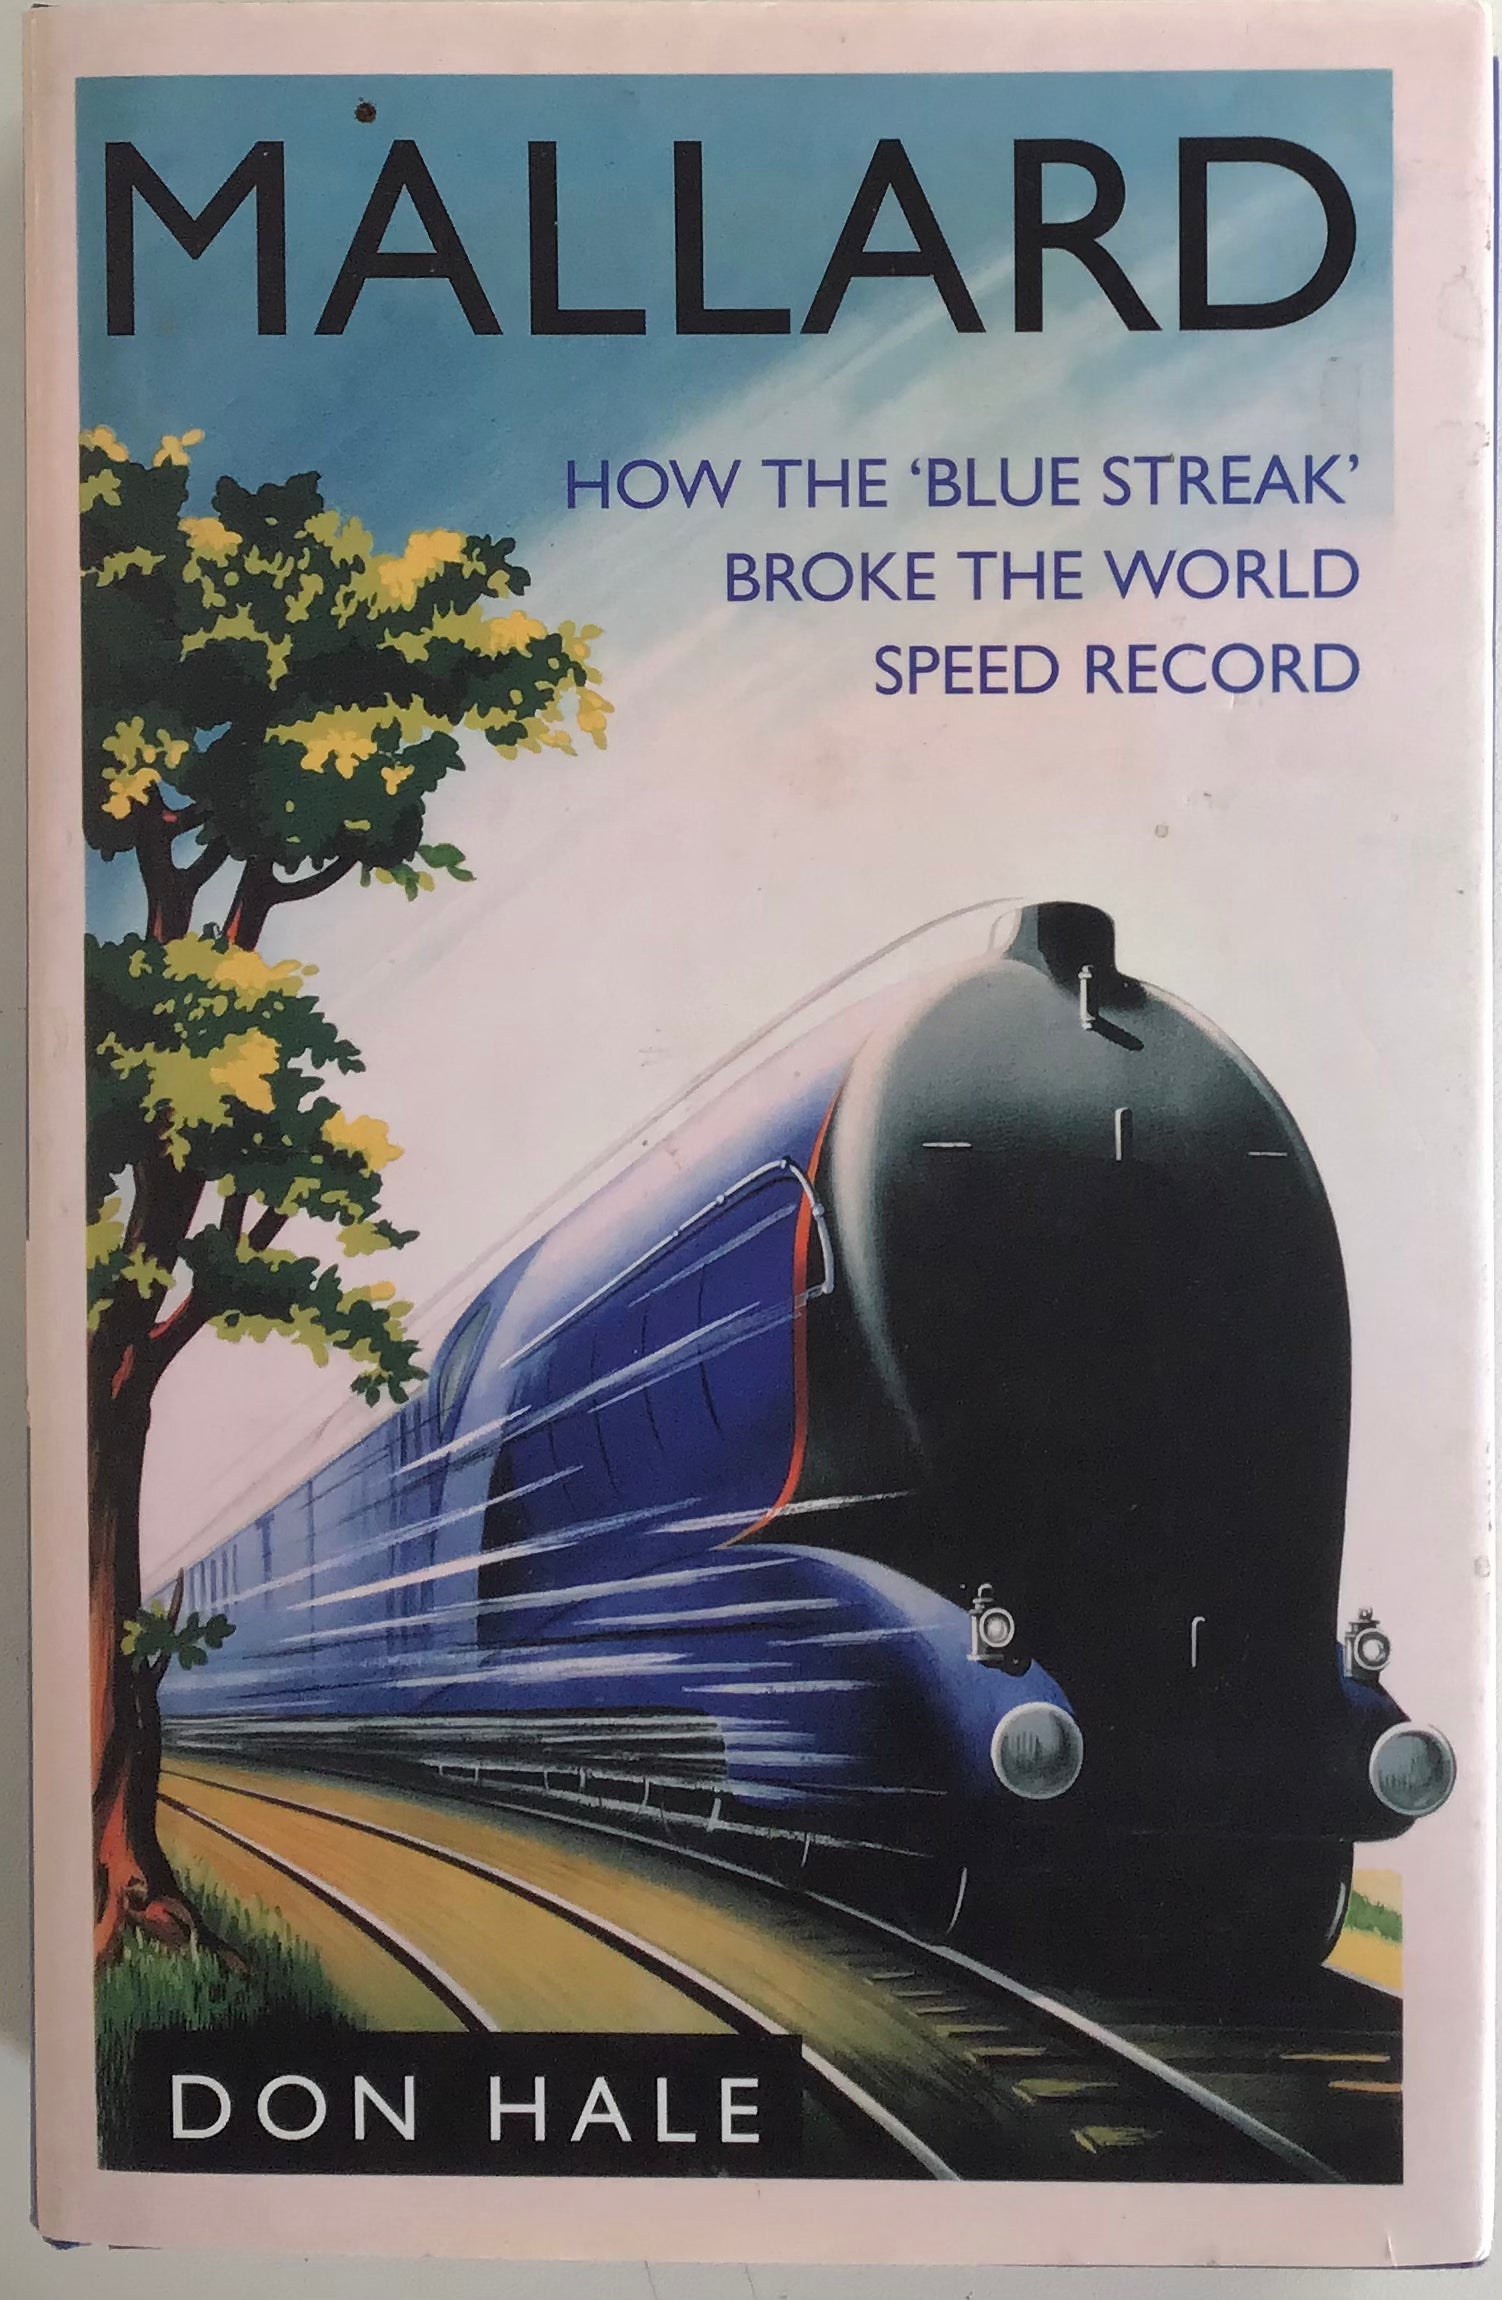 MALLARD
HOW THE ‘BLUE STREAK’
BROKE THE WORLD
SPEED RECORD
DON HALE